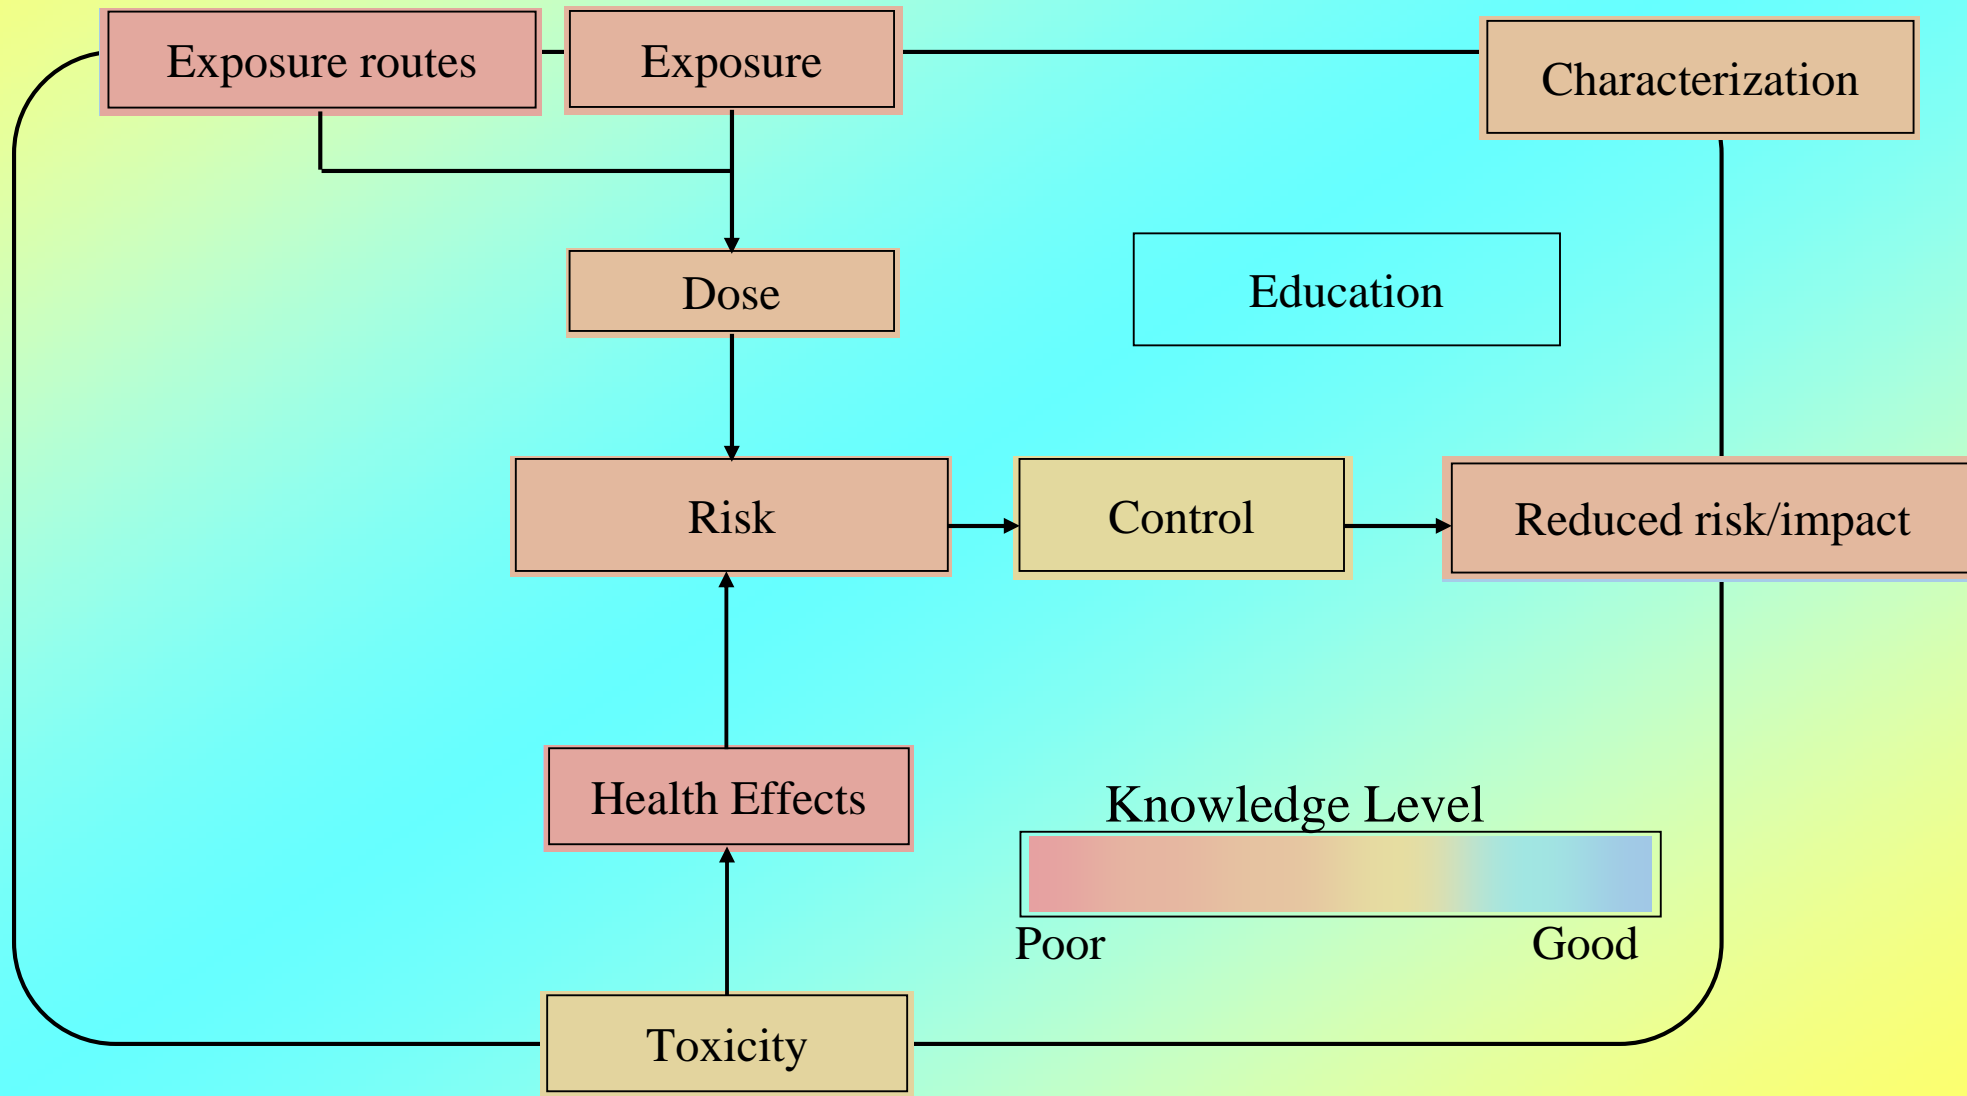 Exposure routes
Exposure
Characterization
Dose
Education
Risk
Control
Reduced risk/impact
Health Effects
Knowledge Level
Poor
Good
Toxicity